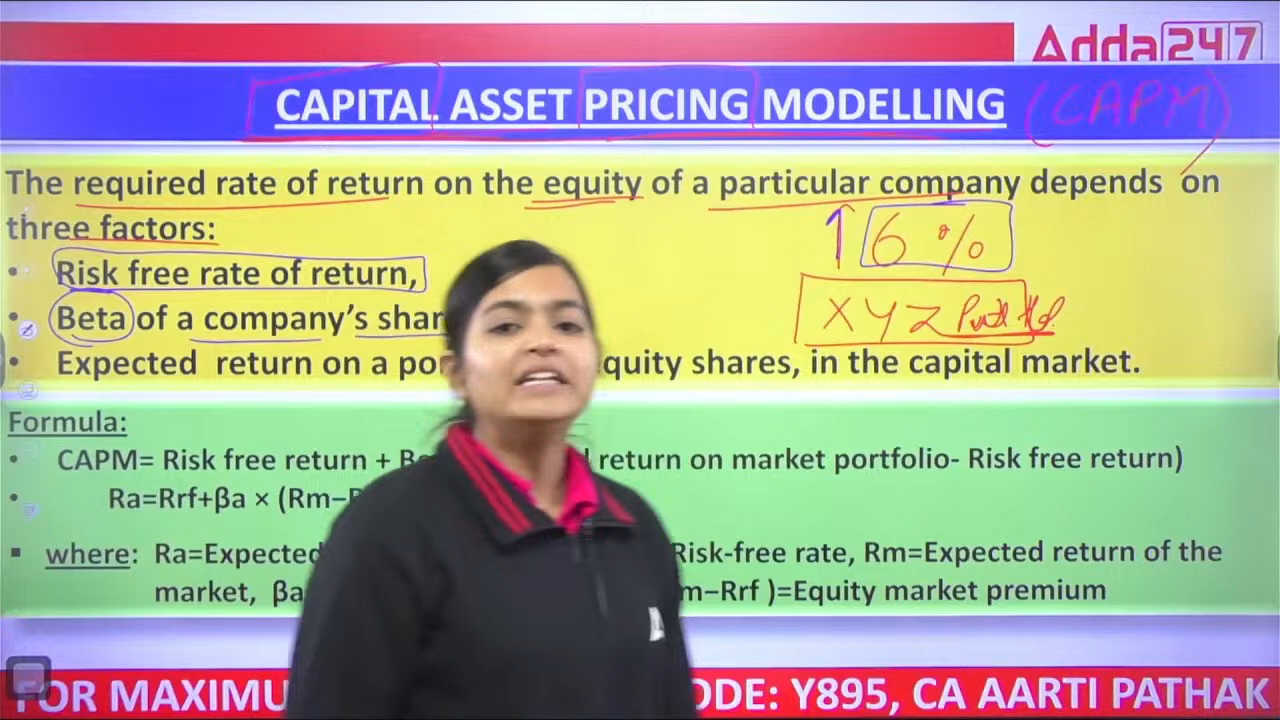 Adda247
CAPITAL ASSET PRICING MODELLING (CAPM)
The required rate of return on the equity of a particular company depends on
three factors:
6 %
• Risk free rate of return,
XYZ
• Beta of a company's shar
• Expected return on a po quity shares, in the capital market.
Formula:
• CAPM= Risk free return + Be return on market portfolio- Risk free return)
• Ra=Rrf+βa × (Rm−
▪ where: Ra=Expected Risk-free rate, Rm=Expected return of the
market, βa m−Rrf )=Equity market premium
FOR MAXIMU ODE: Y895, CA AARTI PATHAK